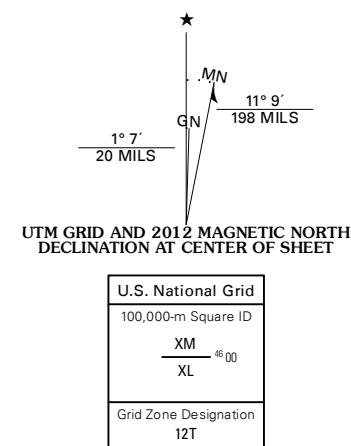 ★
MN
11° 9´
GN
198 MILS
1° 7´
20 MILS
UTM GRID AND 2012 MAGNETIC NORTH
DECLINATION AT CENTER OF SHEET
U.S. National Grid
100,000-m Square ID
XM
46 00
XL
Grid Zone Designation
12T